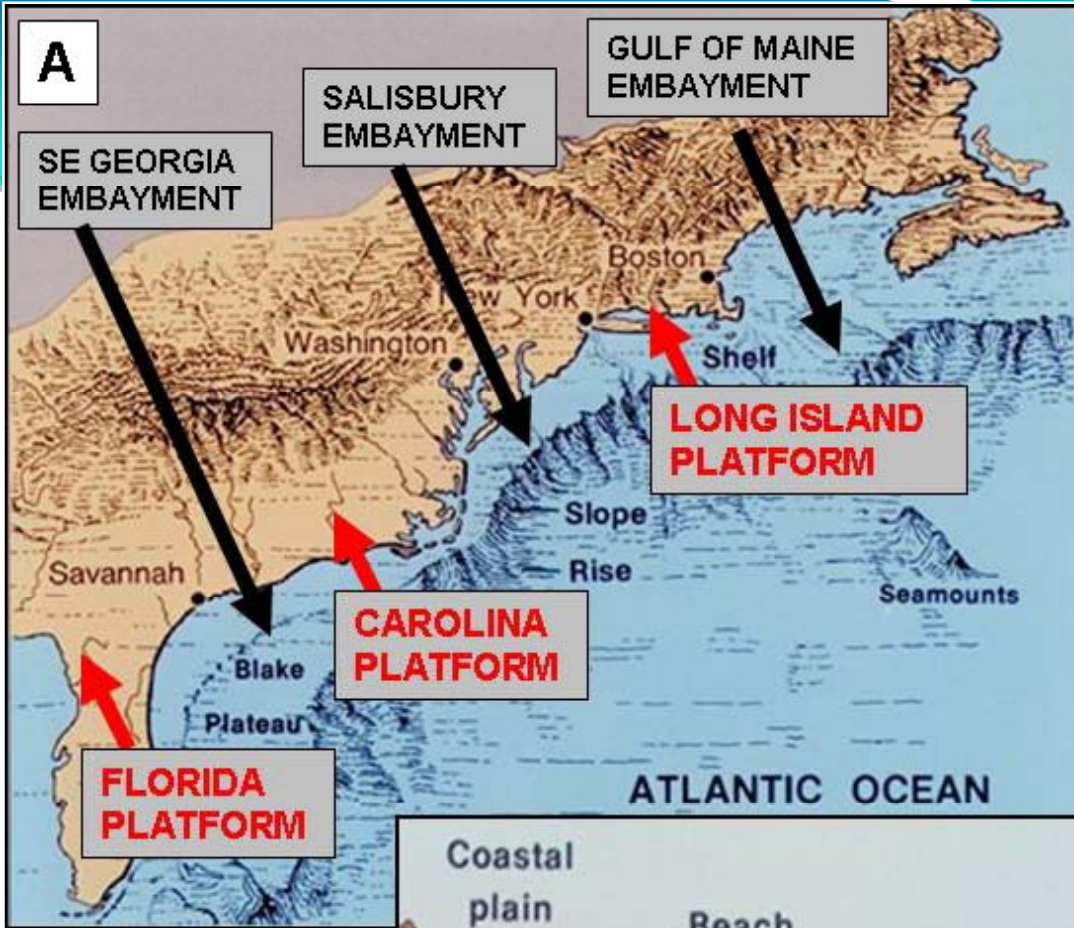 A
GULF OF MAINE
EMBAYMENT
SALISBURY
EMBAYMENT
SE GEORGIA
EMBAYMENT
Boston
New York
Washington
Shelf
LONG ISLAND
PLATFORM
Slope
Rise
Savannah
Seamounts
CAROLINA
PLATFORM
Blake
Plateau
FLORIDA
PLATFORM
ATLANTIC OCEAN
Coastal
plain
Beach